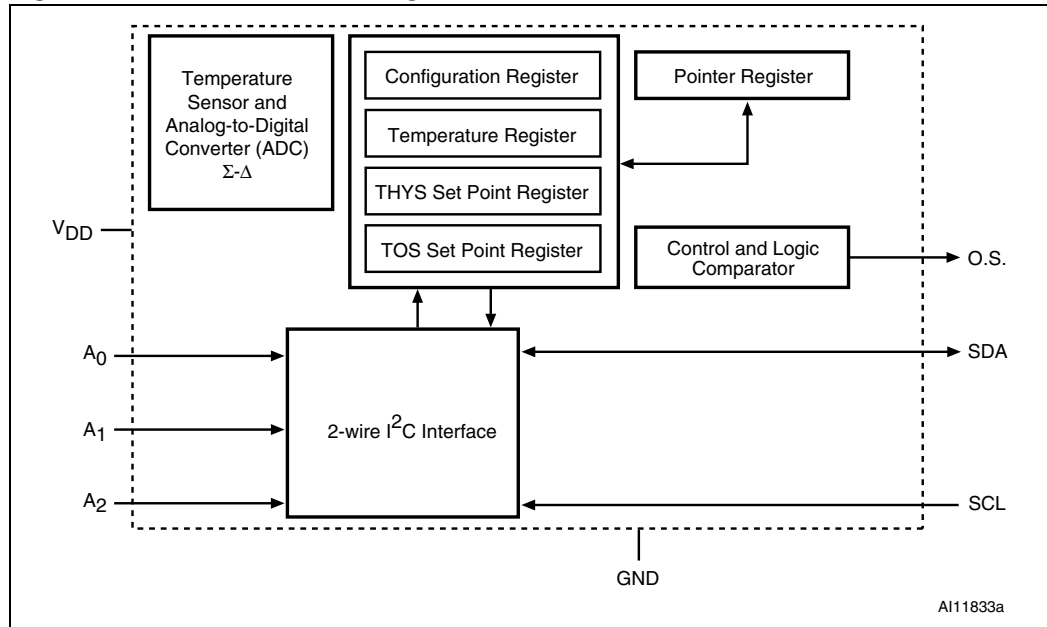 Temperature
Sensor and
Analog-to-Digital
Converter (ADC)
Σ-Δ
Configuration Register
Temperature Register
THYS Set Point Register
TOS Set Point Register
Pointer Register
Control and Logic
Comparator
VDD
O.S.
A0
SDA
A1
2-wire I2C Interface
A2
SCL
GND
AI11833a